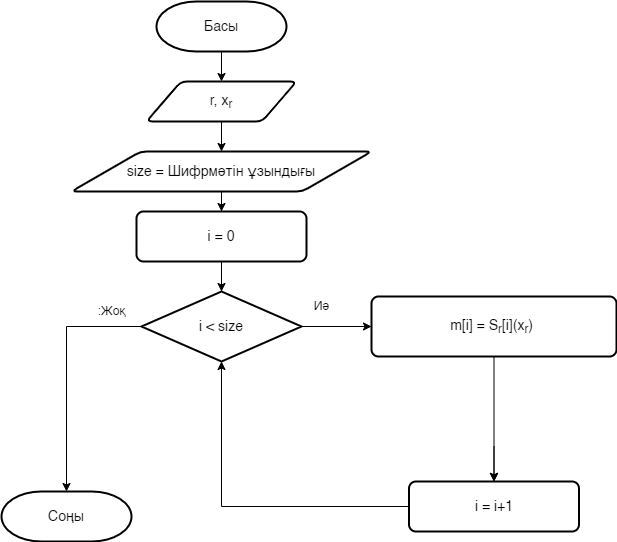 Басы
r, xᵣ
size = Шифрмәтін ұзындығы
i = 0
:Жоқ
Иә
i < size
m[i] = Sᵣ[i](xᵣ)
i = i+1
Соңы